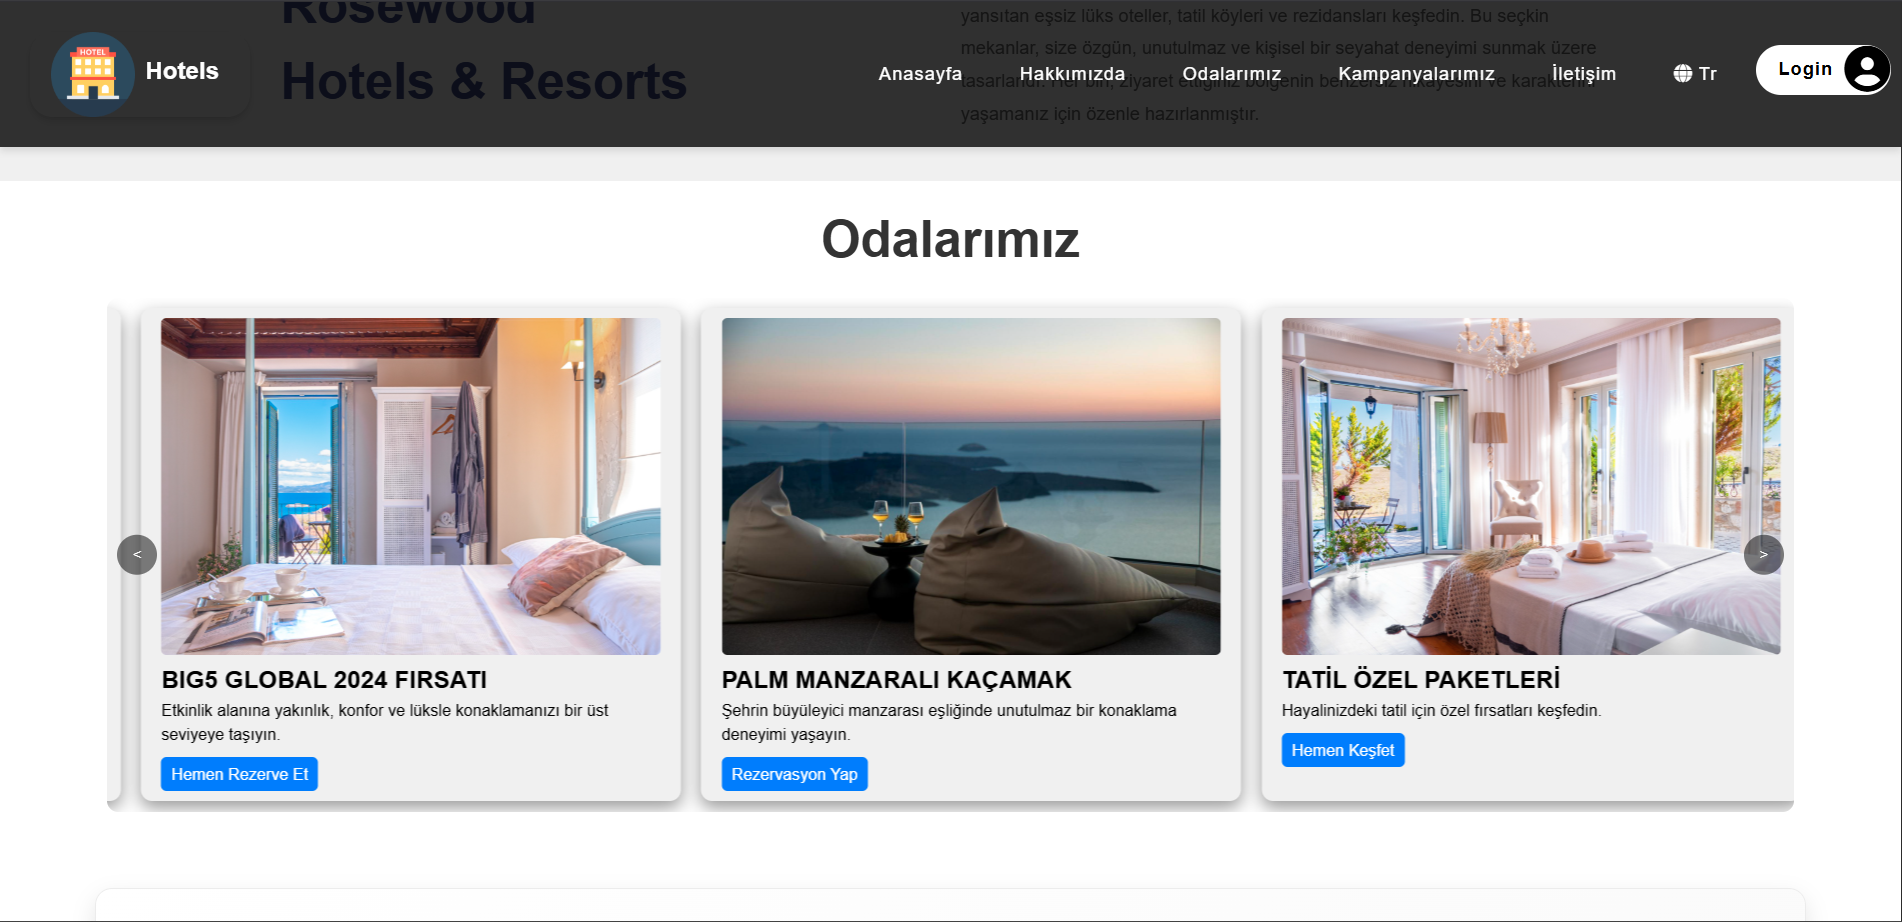 Rosewood
Hotels & Resorts
yansıtan eşsiz lüks oteller, tatil köyleri ve rezidansları keşfedin. Bu seçkin
mekanlar, size özgün, unutulmaz ve kişisel bir seyahat deneyimi sunmak üzere
tasarlandı. Her biri, ziyaret ettiğiniz bölgenin benzersiz hikayesini ve karakterini
yaşamanız için özenle hazırlanmıştır.
HOTEL
Hotels
Anasayfa
Hakkımızda
Odalarımız
Kampanyalarımız
İletişim
Tr
Login
Odalarımız
<
BIG5 GLOBAL 2024 FIRSATI
Etkinlik alanına yakınlık, konfor ve lüksle konaklamanızı bir üst
seviyeye taşıyın.
Hemen Rezerve Et
PALM MANZARALI KAÇAMAK
Şehrin büyüleyici manzarası eşliğinde unutulmaz bir konaklama
deneyimi yaşayın.
Rezervasyon Yap
TATİL ÖZEL PAKETLERİ
Hayalinizdeki tatil için özel fırsatları keşfedin.
Hemen Keşfet
>